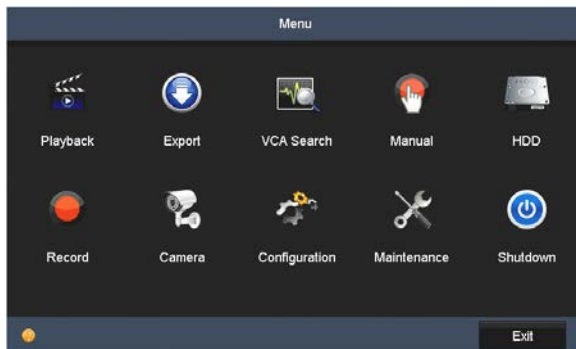 Menu
Playback Export VCA Search Manual HDD
Record Camera Configuration Maintenance Shutdown
Exit